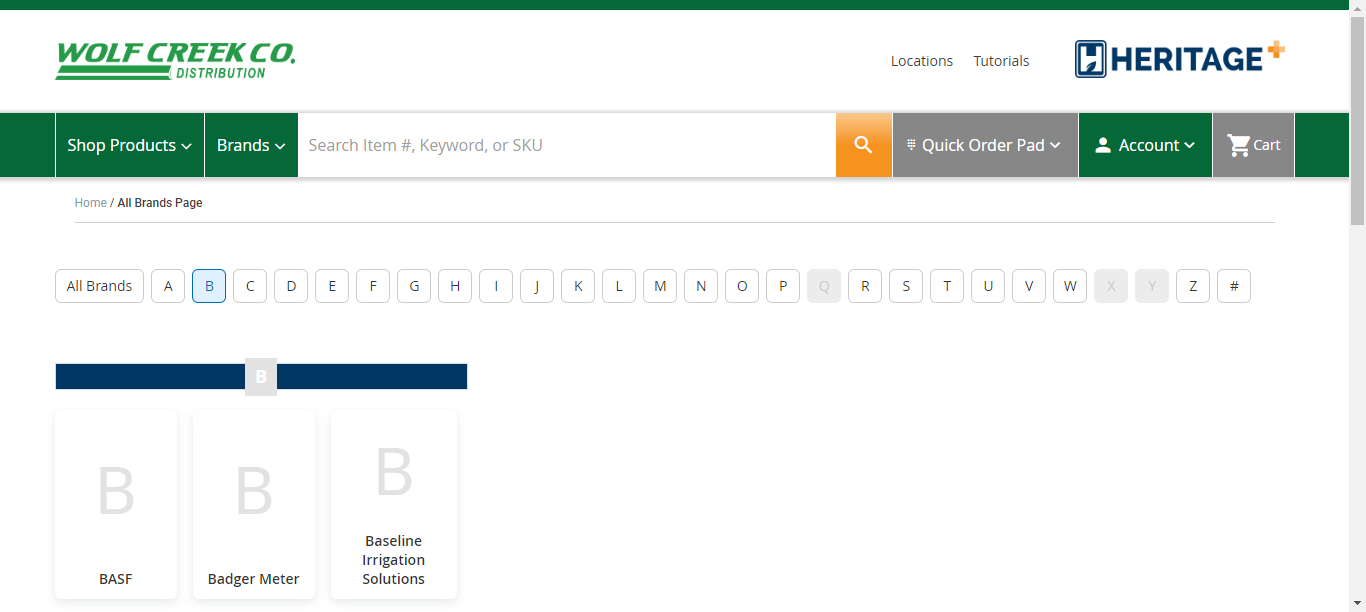 WOLF CREEK CO.
DISTRIBUTION
Locations
Tutorials
HERITAGE+
Shop Products
Brands
Search Item #, Keyword, or SKU
Quick Order Pad
Account
Cart
Home / All Brands Page
All Brands A B C D E F G H I J K L M N O P Q R S T U V W X Y Z #
B
B B B
BASF
Badger Meter
Baseline
Irrigation
Solutions